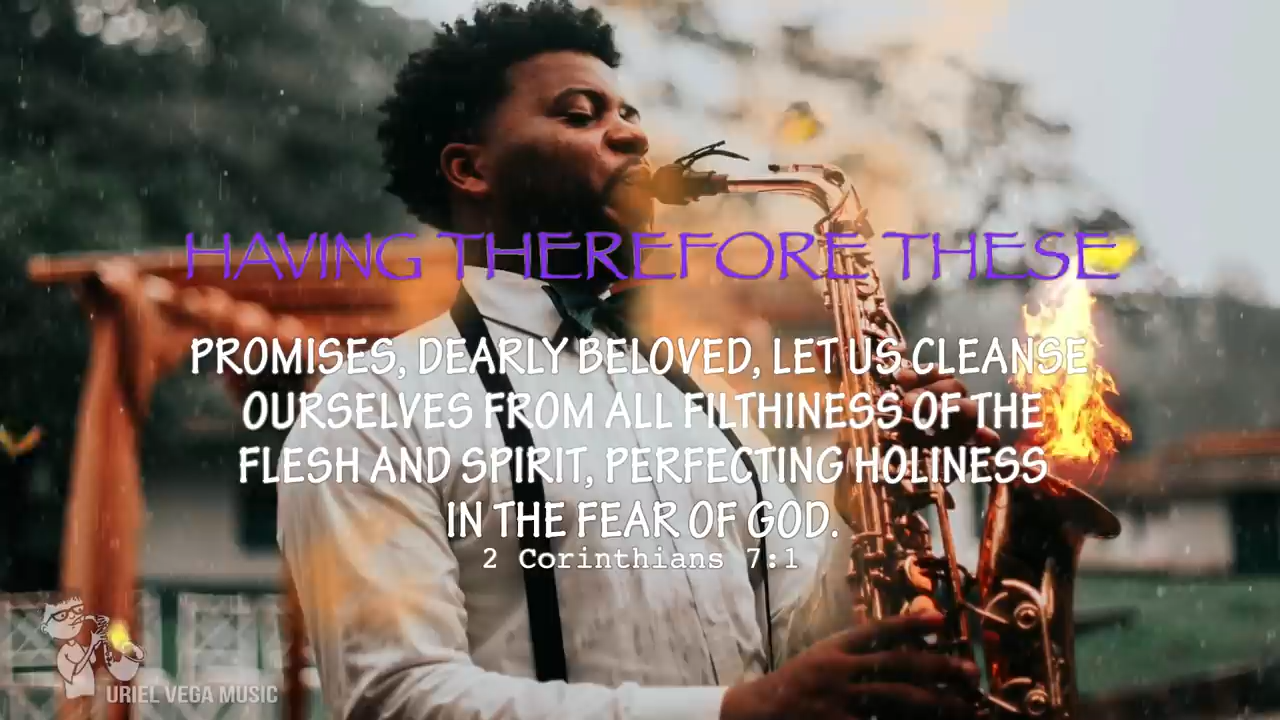 HAVING THEREFORE THESE
PROMISES, DEARLY BELOVED, LET US CLEANSE
OURSELVES FROM ALL FILTHINESS OF THE
FLESH AND SPIRIT, PERFECTING HOLINESS
IN THE FEAR OF GOD.
2 Corinthians 7:1
URIEL VEGA MUSIC